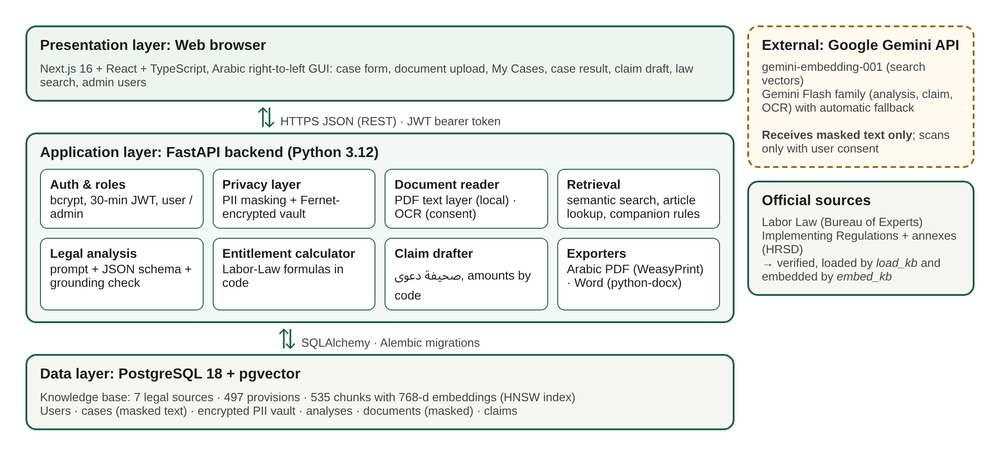 Presentation layer: Web browser
Next.js 16 + React + TypeScript, Arabic right-to-left GUI: case form, document upload, My Cases, case result, claim draft, law
search, admin users
HTTPS JSON (REST) · JWT bearer token
Application layer: FastAPI backend (Python 3.12)
Auth & roles
bcrypt, 30-min JWT, user /
admin
Privacy layer
PII masking + Fernet-
encrypted vault
Document reader
PDF text layer (local) ·
OCR (consent)
Retrieval
semantic search, article
lookup, companion rules
Legal analysis
prompt + JSON schema +
grounding check
Entitlement calculator
Labor-Law formulas in
code
Claim drafter
صحيفة دعوى, amounts by
code
Exporters
Arabic PDF (WeasyPrint)
· Word (python-docx)
SQLAlchemy · Alembic migrations
Data layer: PostgreSQL 18 + pgvector
Knowledge base: 7 legal sources · 497 provisions · 535 chunks with 768-d embeddings (HNSW index)
Users · cases (masked text) · encrypted PII vault · analyses · documents (masked) · claims
External: Google Gemini API
gemini-embedding-001 (search
vectors)
Gemini Flash family (analysis, claim,
OCR) with automatic fallback
Receives masked text only; scans
only with user consent
Official sources
Labor Law (Bureau of Experts)
Implementing Regulations + annexes
(HRSD)
→ verified, loaded by load_kb and
embedded by embed_kb